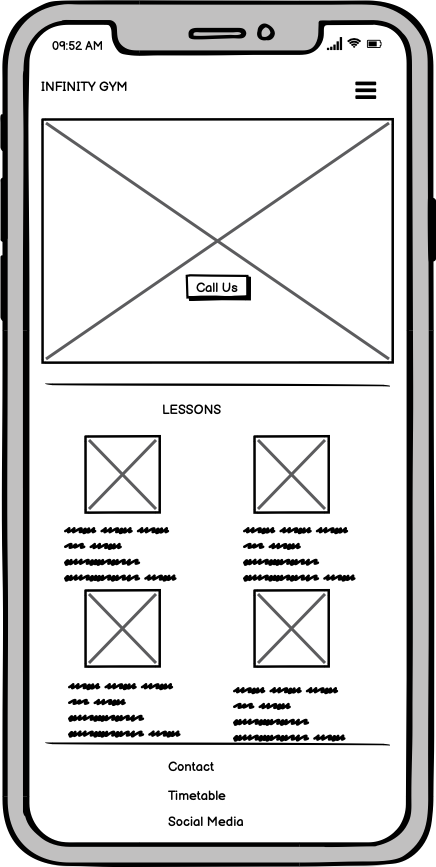 09:52 AM
INFINITY GYM
Call Us
LESSONS
Contact
Timetable
Social Media